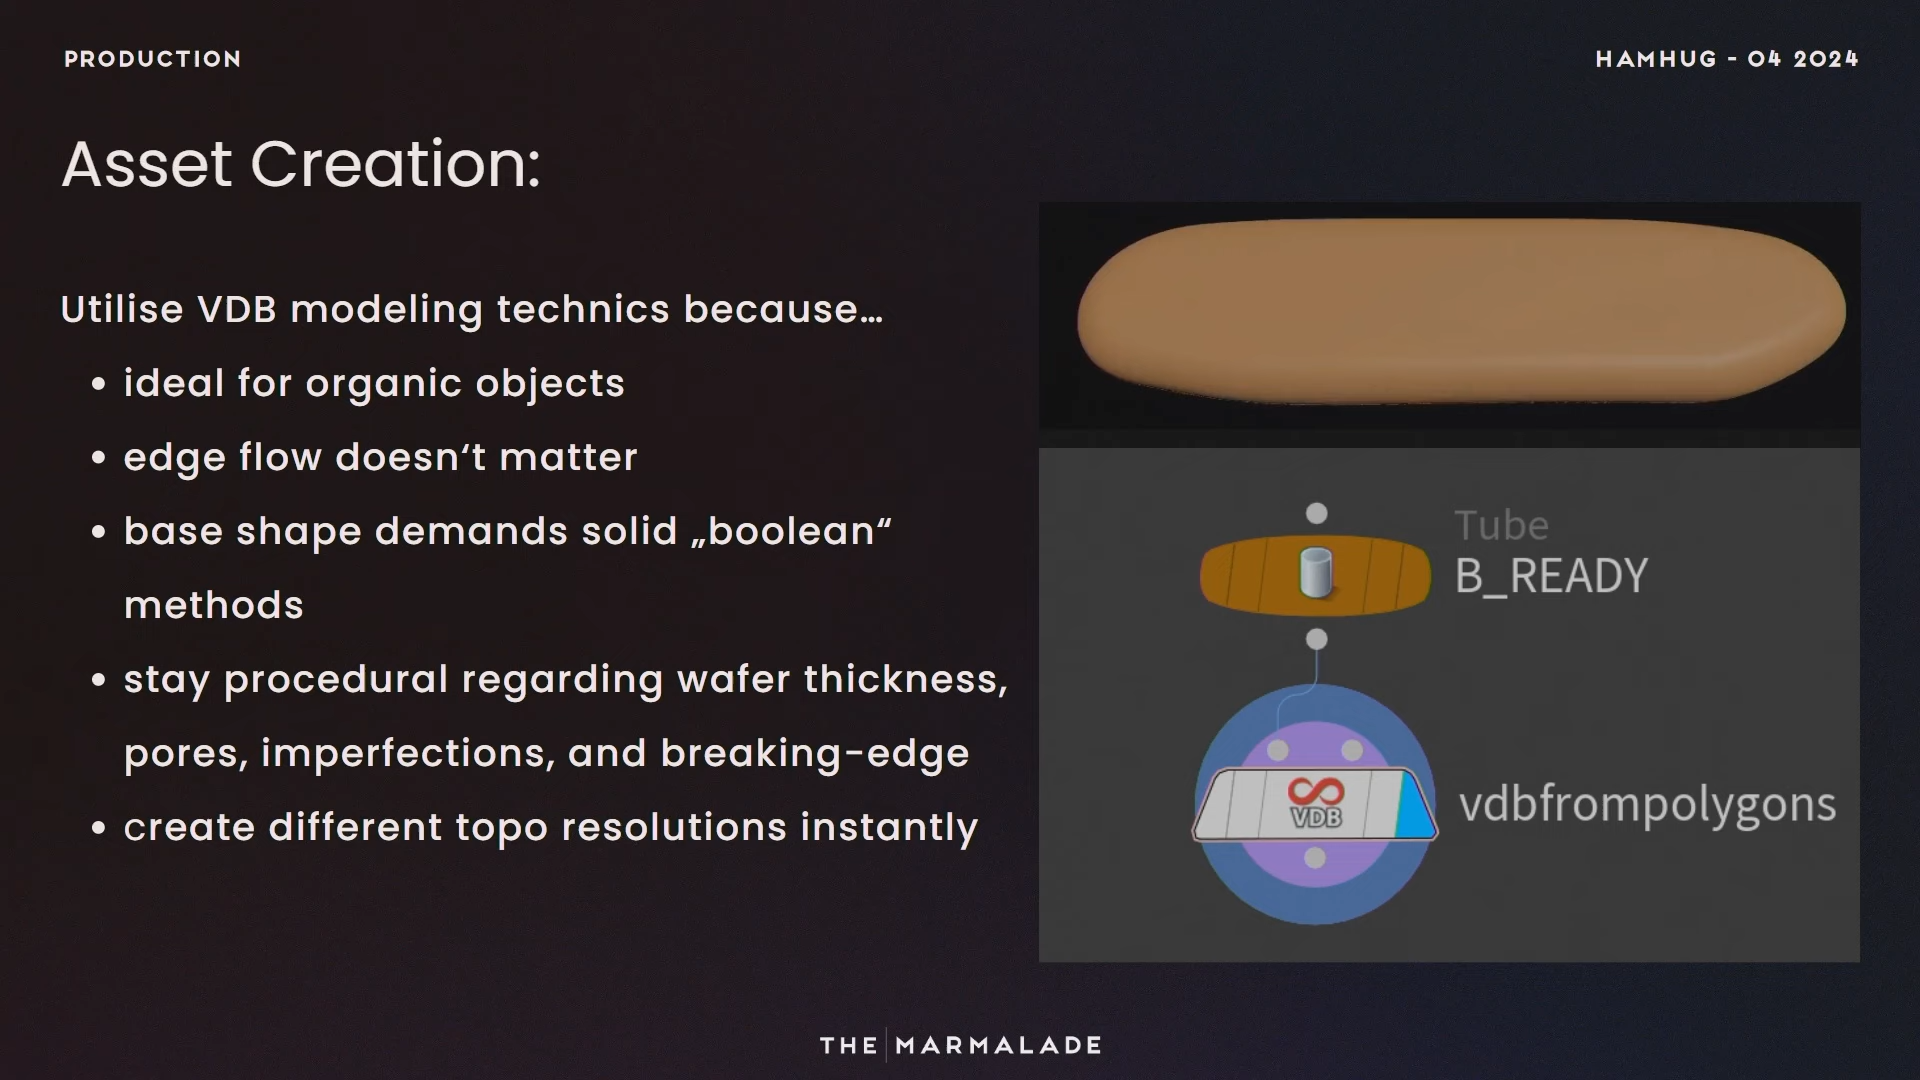 PRODUCTION
HAMHUG - 04 2024
Asset Creation:
Utilise VDB modeling technics because…
• ideal for organic objects
• edge flow doesn‘t matter
• base shape demands solid „boolean“
methods
• stay procedural regarding wafer thickness,
pores, imperfections, and breaking-edge
• create different topo resolutions instantly
Tube
B_READY
VDB
vdbfrompolygons
THE MARMALADE